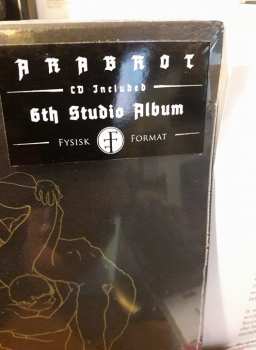 ARABROT
CD Included
6th Studio Album
FYSISK F FORMAT